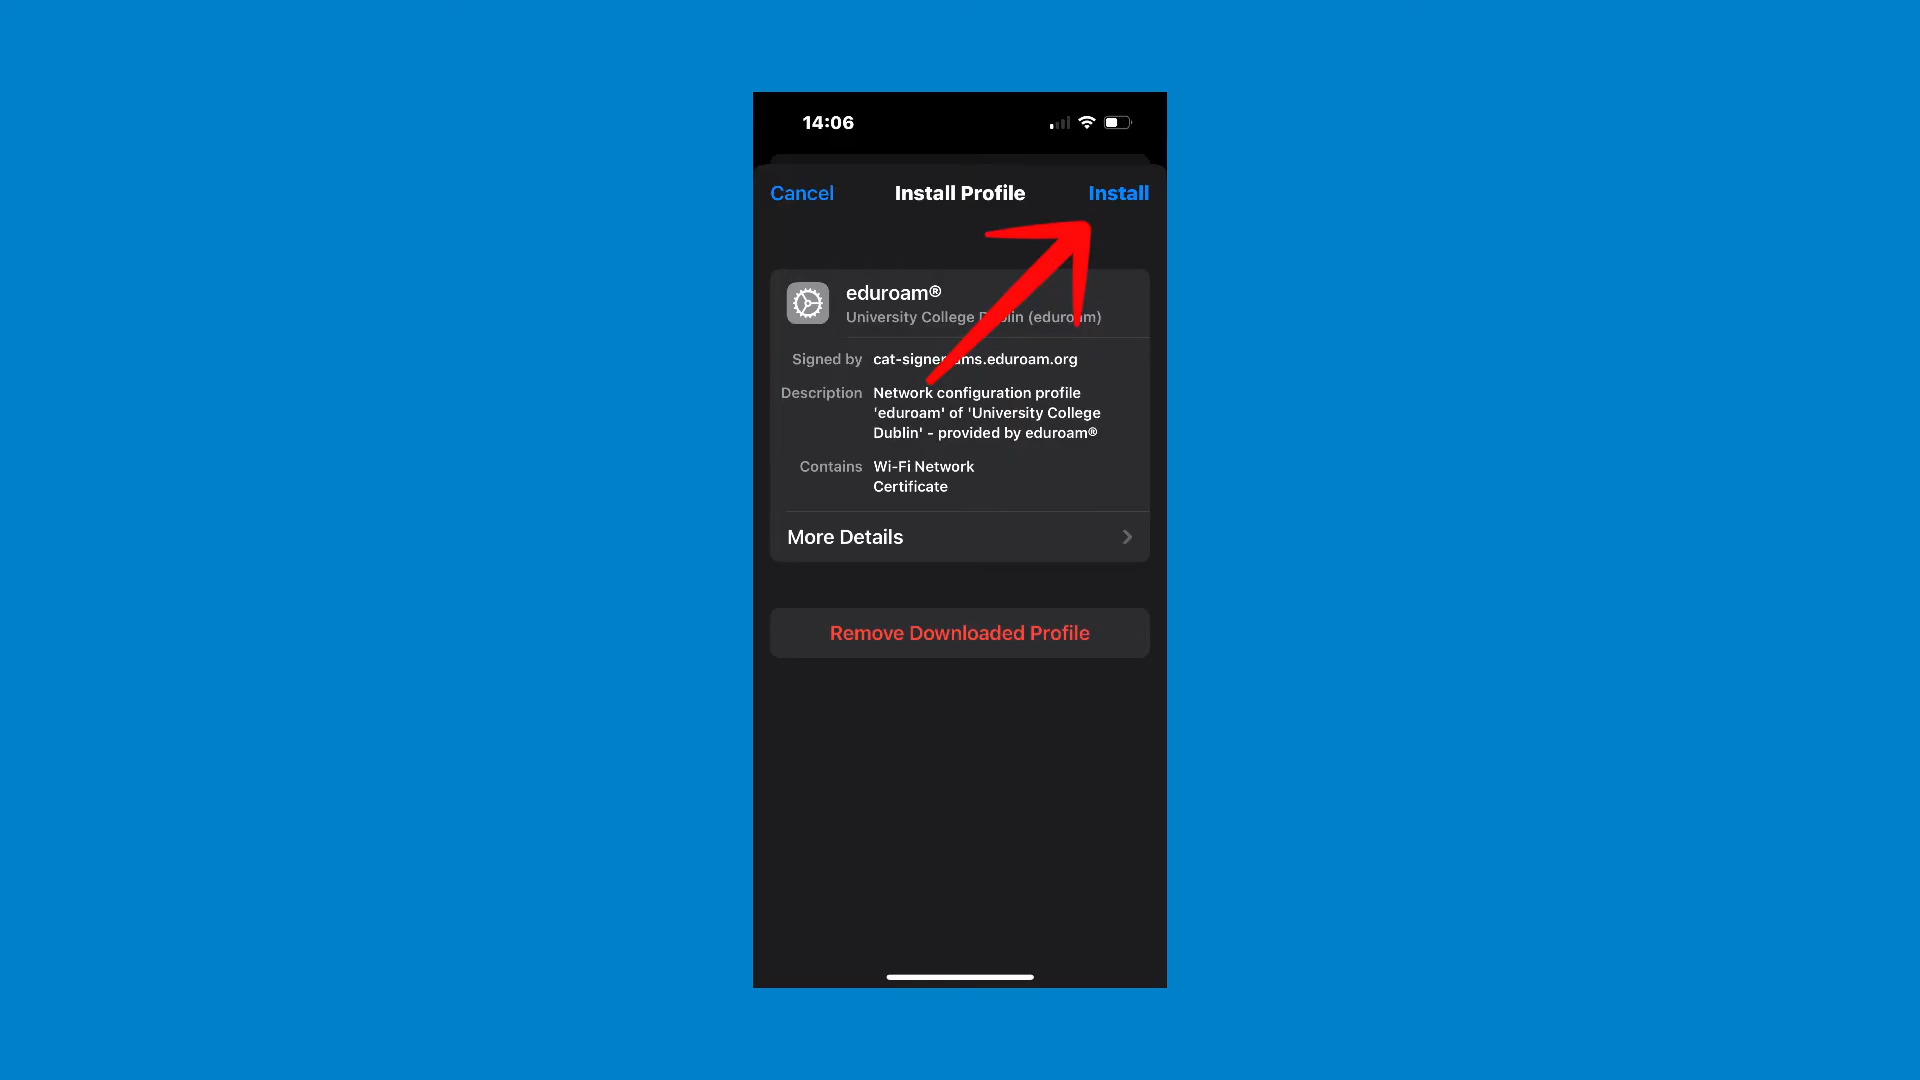 14:06
Cancel Install Profile Install
eduroam®
University College (eduroam)
Signed by
Description Network configuration profile
'eduroam' of 'University College
Dublin' - provided by eduroam®
Contains Wi-Fi Network
Certificate
More Details
Remove Downloaded Profile